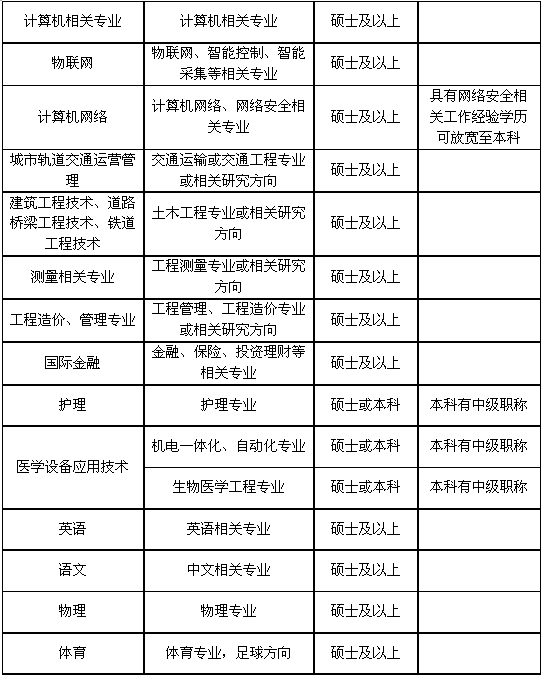 计算机相关专业 计算机相关专业 硕士及以上
物联网 物联网、智能控制、智能
采集等相关专业 硕士及以上
计算机网络 计算机网络、网络安全相
关专业 硕士及以上 具有网络安全相
关工作经验学历
可放宽至本科
城市轨道交通运营管
理 交通运输或交通工程专业
或相关研究方向 硕士及以上
建筑工程技术、道路
桥梁工程技术、铁道
工程技术 土木工程专业或相关研究
方向 硕士及以上
测量相关专业 工程测量专业或相关研究
方向 硕士及以上
工程造价、管理专业 工程管理、工程造价专业
或相关研究方向 硕士及以上
国际金融 金融、保险、投资理财等
相关专业 硕士及以上
护理 护理专业 硕士或本科 本科有中级职称
医学设备应用技术 机电一体化、自动化专业 硕士或本科 本科有中级职称
生物医学工程专业 硕士或本科 本科有中级职称
英语 英语相关专业 硕士及以上
语文 中文相关专业 硕士及以上
物理 物理专业 硕士及以上
体育 体育专业，足球方向 硕士及以上